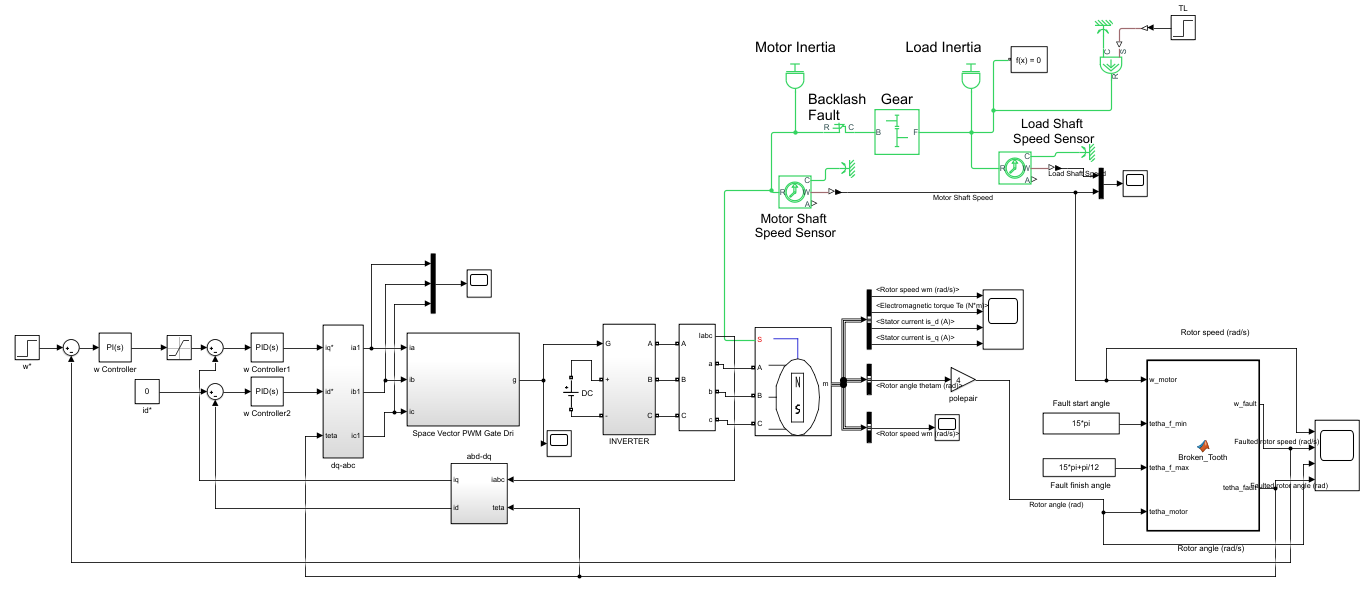 TL
Motor Inertia
Load Inertia
f(x) = 0
C
S
R
Backlash
Fault
Gear
R
C
B
F
Load Shaft
Speed Sensor
C
R
W
A
Load Shaft Speed
C
R
W
A
Motor Shaft Speed
Motor Shaft
Speed Sensor
w*
PI(s)
w Controller
PID(s)
w Controller1
0
id*
PID(s)
w Controller2
iq*
id*
teta
ia1
ib1
ic1
dq-abc
ia
ib
ic
g
Space Vector PWM Gate Dri
DC
G
+
-
A
B
C
INVERTER
A
B
C
Iabc
a
b
c
S
A
B
C
m
N
S
<Rotor speed wm (rad/s)>
<Electromagnetic torque Te (N*m)>
<Stator current is_d (A)>
<Stator current is_q (A)>
<Rotor angle thetam (rad)>
4
polepair
<Rotor speed wm (rad/s)>
abd-dq
iq
id
iabc
teta
Rotor speed (rad/s)
Fault start angle
15*pi
15*pi+pi/12
Fault finish angle
Rotor angle (rad)
w_motor
tetha_f_min
tetha_f_max
tetha_motor
Broken_Tooth
w_fault
tetha_fault
Faulted rotor speed (rad/s)
Faulted rotor angle (rad)
Rotor angle (rad/s)